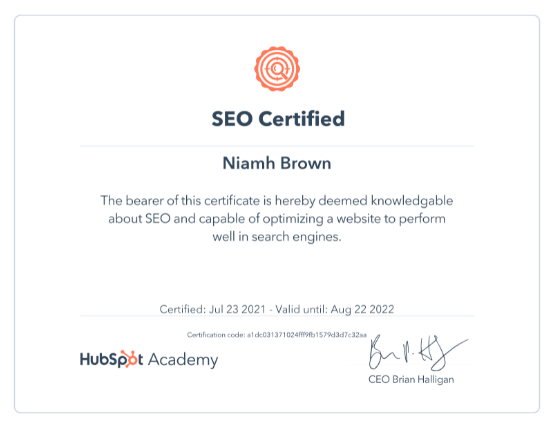 SEO Certified
Niamh Brown
The bearer of this certificate is hereby deemed knowledgable
about SEO and capable of optimizing a website to perform
well in search engines.
Certified: Jul 23 2021 - Valid until: Aug 22 2022
Certification code: a1dc031371024fff9fb1579d3d7c32aa
HubSpot Academy
CEO Brian Halligan